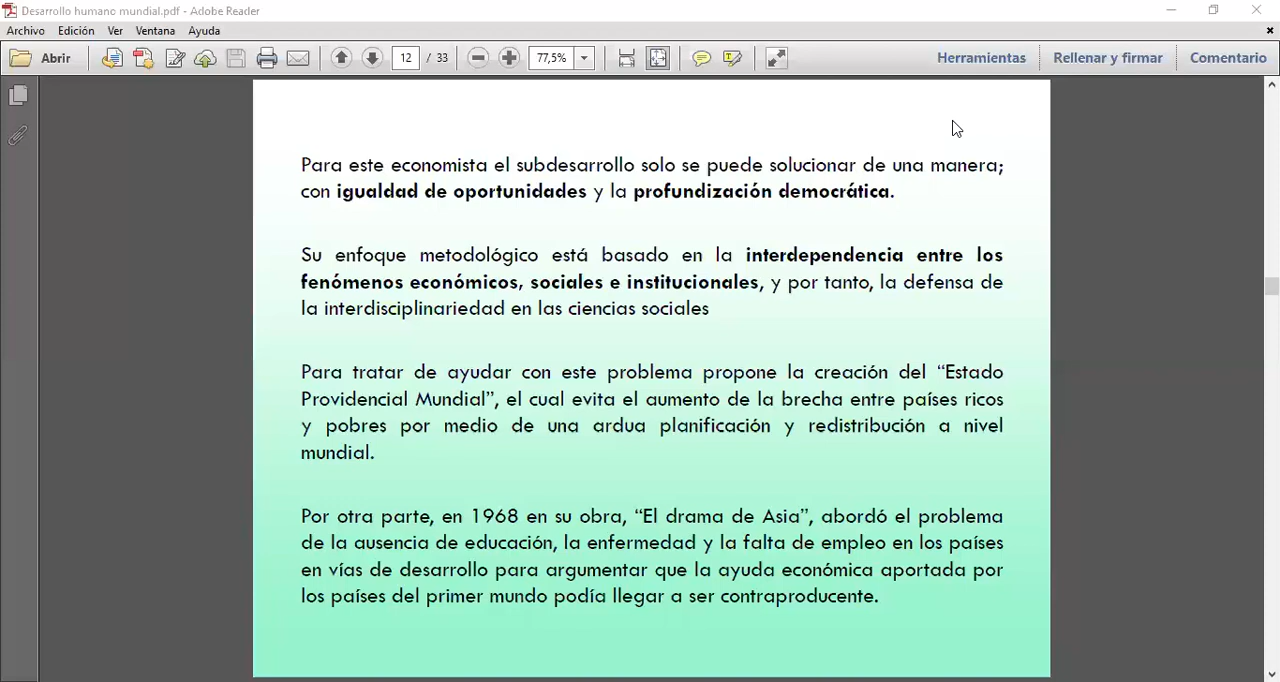 Desarrollo humano mundial.pdf - Adobe Reader
Archivo Edición Ver Ventana Ayuda
Abrir 12 / 33 77,5% Herramientas Rellenar y firmar Comentario
Para este economista el subdesarrollo solo se puede solucionar de una manera;
con igualdad de oportunidades y la profundización democrática.
Su enfoque metodológico está basado en la interdependencia entre los
fenómenos económicos, sociales e institucionales, y por tanto, la defensa de
la interdisciplinariedad en las ciencias sociales
Para tratar de ayudar con este problema propone la creación del “Estado
Providencial Mundial”, el cual evita el aumento de la brecha entre países ricos
y pobres por medio de una ardua planificación y redistribución a nivel
mundial.
Por otra parte, en 1968 en su obra, “El drama de Asia”, abordó el problema
de la ausencia de educación, la enfermedad y la falta de empleo en los países
en vías de desarrollo para argumentar que la ayuda económica aportada por
los países del primer mundo podía llegar a ser contraproducente.